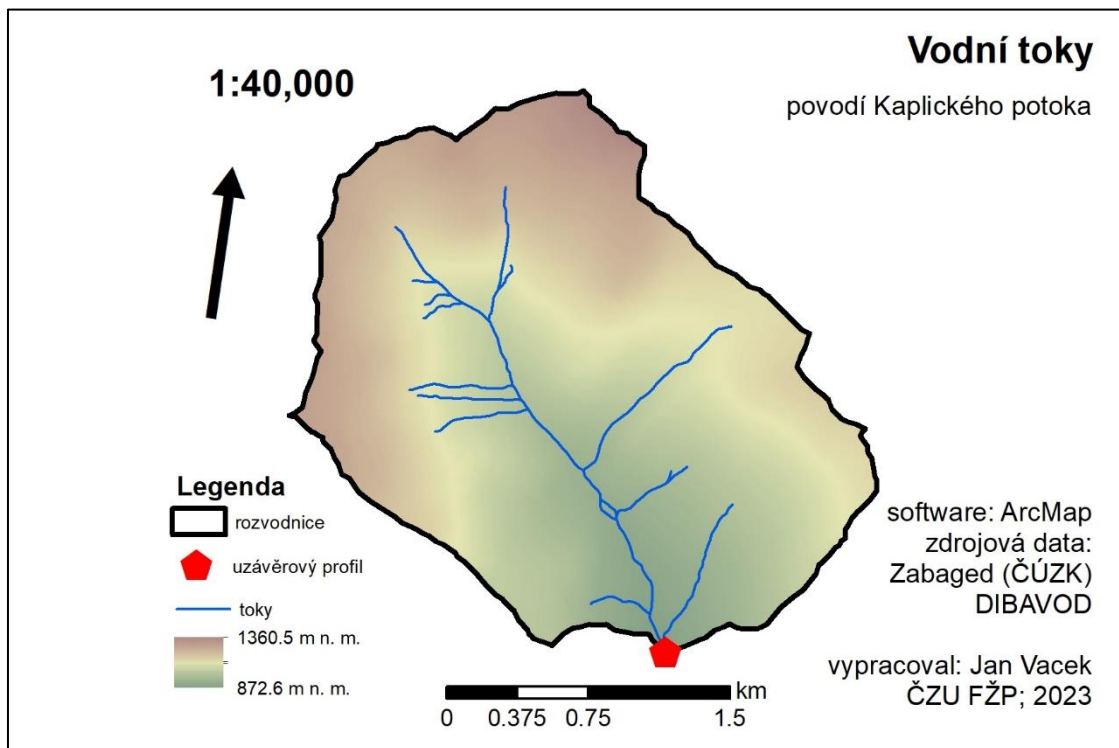 Vodní toky
povodí Kaplického potoka
1:40,000
Legenda
rozvodnice
uzávěrový profil
toky
1360.5 m n. m.
872.6 m n. m.
km
0 0.375 0.75 1.5
software: ArcMap
zdrojová data:
Zabaged (ČÚZK)
DIBAVOD
vypracoval: Jan Vacek
ČZU FŽP; 2023